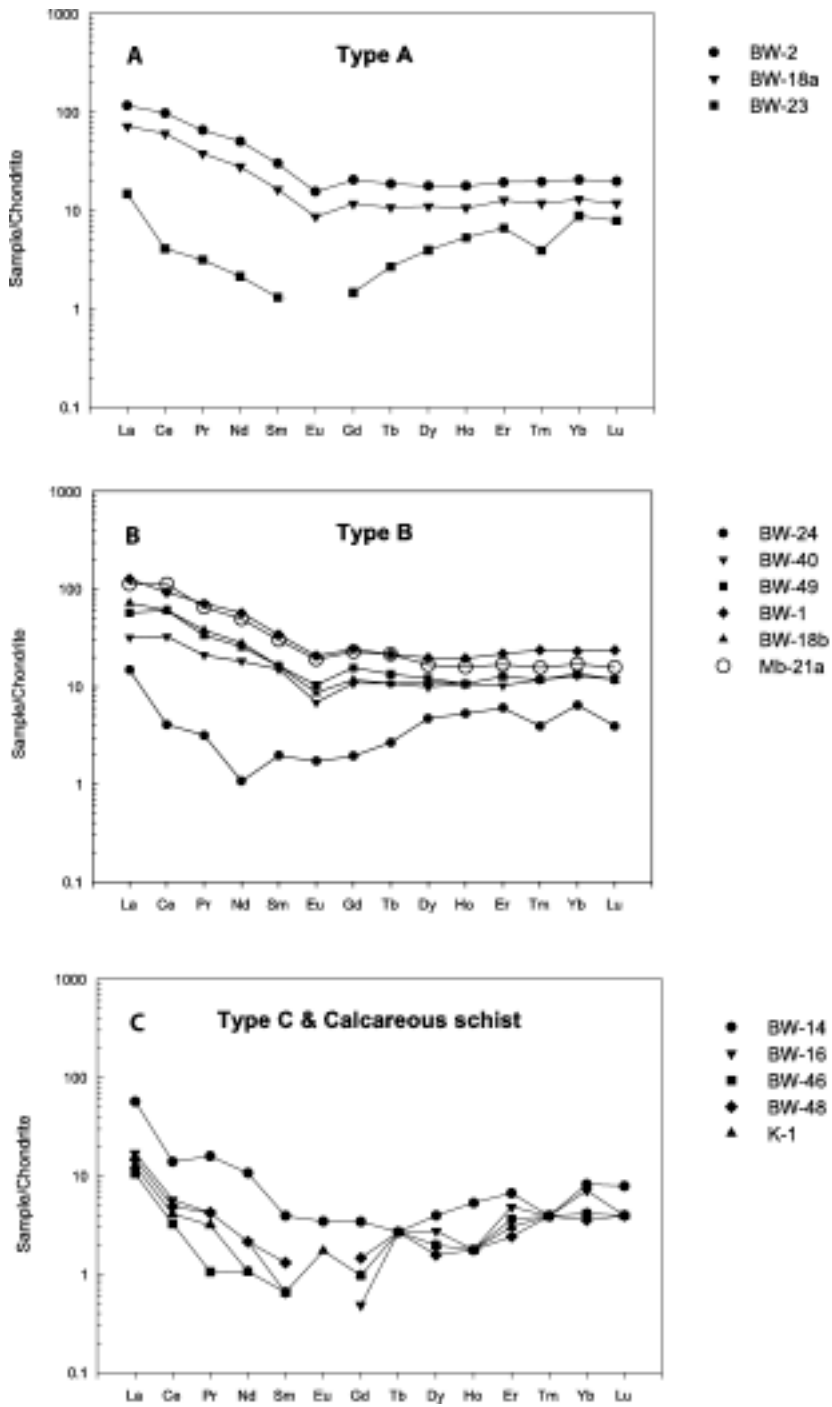 A Type A
1000
100
10
1
0.1
Sample/Chondrite
La Ce Pr Nd Sm Eu Gd Tb Dy Ho Er Tm Yb Lu
BW-2
BW-18a
BW-23
B Type B
1000
100
10
1
0.1
Sample/Chondrite
La Ce Pr Nd Sm Eu Gd Tb Dy Ho Er Tm Yb Lu
BW-24
BW-40
BW-49
BW-1
BW-18b
Mb-21a
C Type C & Calcareous schist
1000
100
10
1
0.1
Sample/Chondrite
La Ce Pr Nd Sm Eu Gd Tb Dy Ho Er Tm Yb Lu
BW-14
BW-16
BW-46
BW-48
K-1